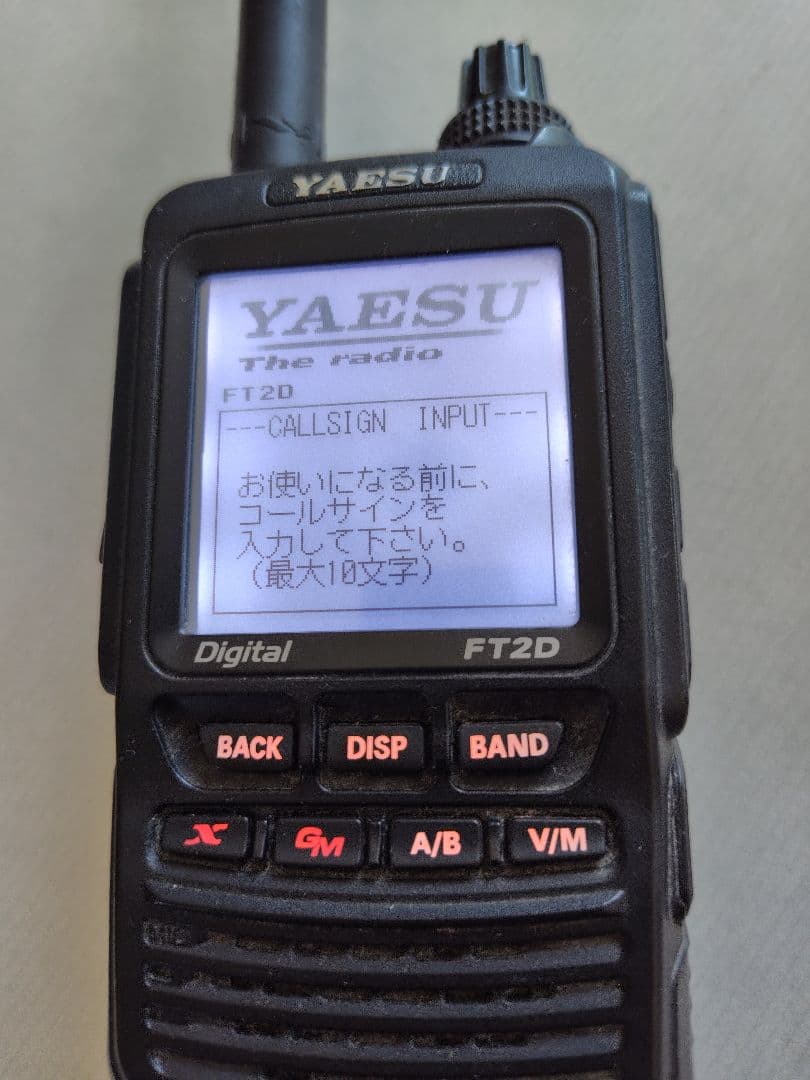 YAESU
YAESU
The radio
FT2D
---CALLSIGN INPUT---
お使いになる前に、
コールサインを
入力して下さい。
（最大10文字）
Digital FT2D
BACK DISP BAND
X GM A/B V/M